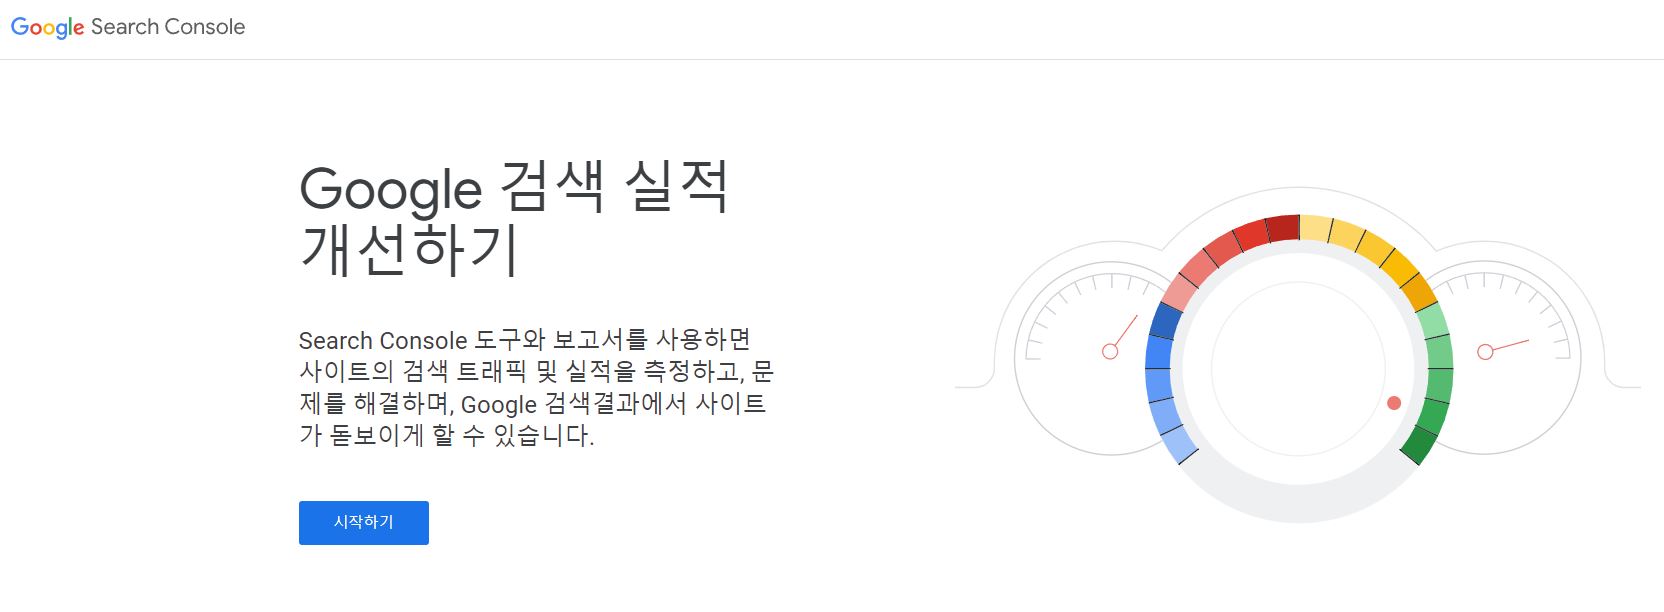 Google Search Console
Google 검색 실적
개선하기
Search Console 도구와 보고서를 사용하면
사이트의 검색 트래픽 및 실적을 측정하고, 문
제를 해결하며, Google 검색결과에서 사이트
가 돋보이게 할 수 있습니다.
시작하기